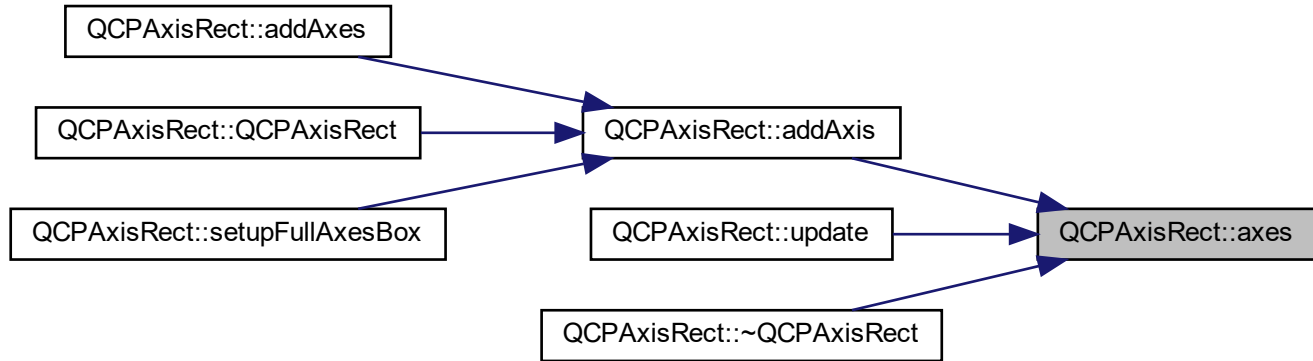 QCPAxisRect::addAxes
QCPAxisRect::QCPAxisRect
QCPAxisRect::addAxis
QCPAxisRect::setupFullAxesBox
QCPAxisRect::update
QCPAxisRect::axes
QCPAxisRect::~QCPAxisRect